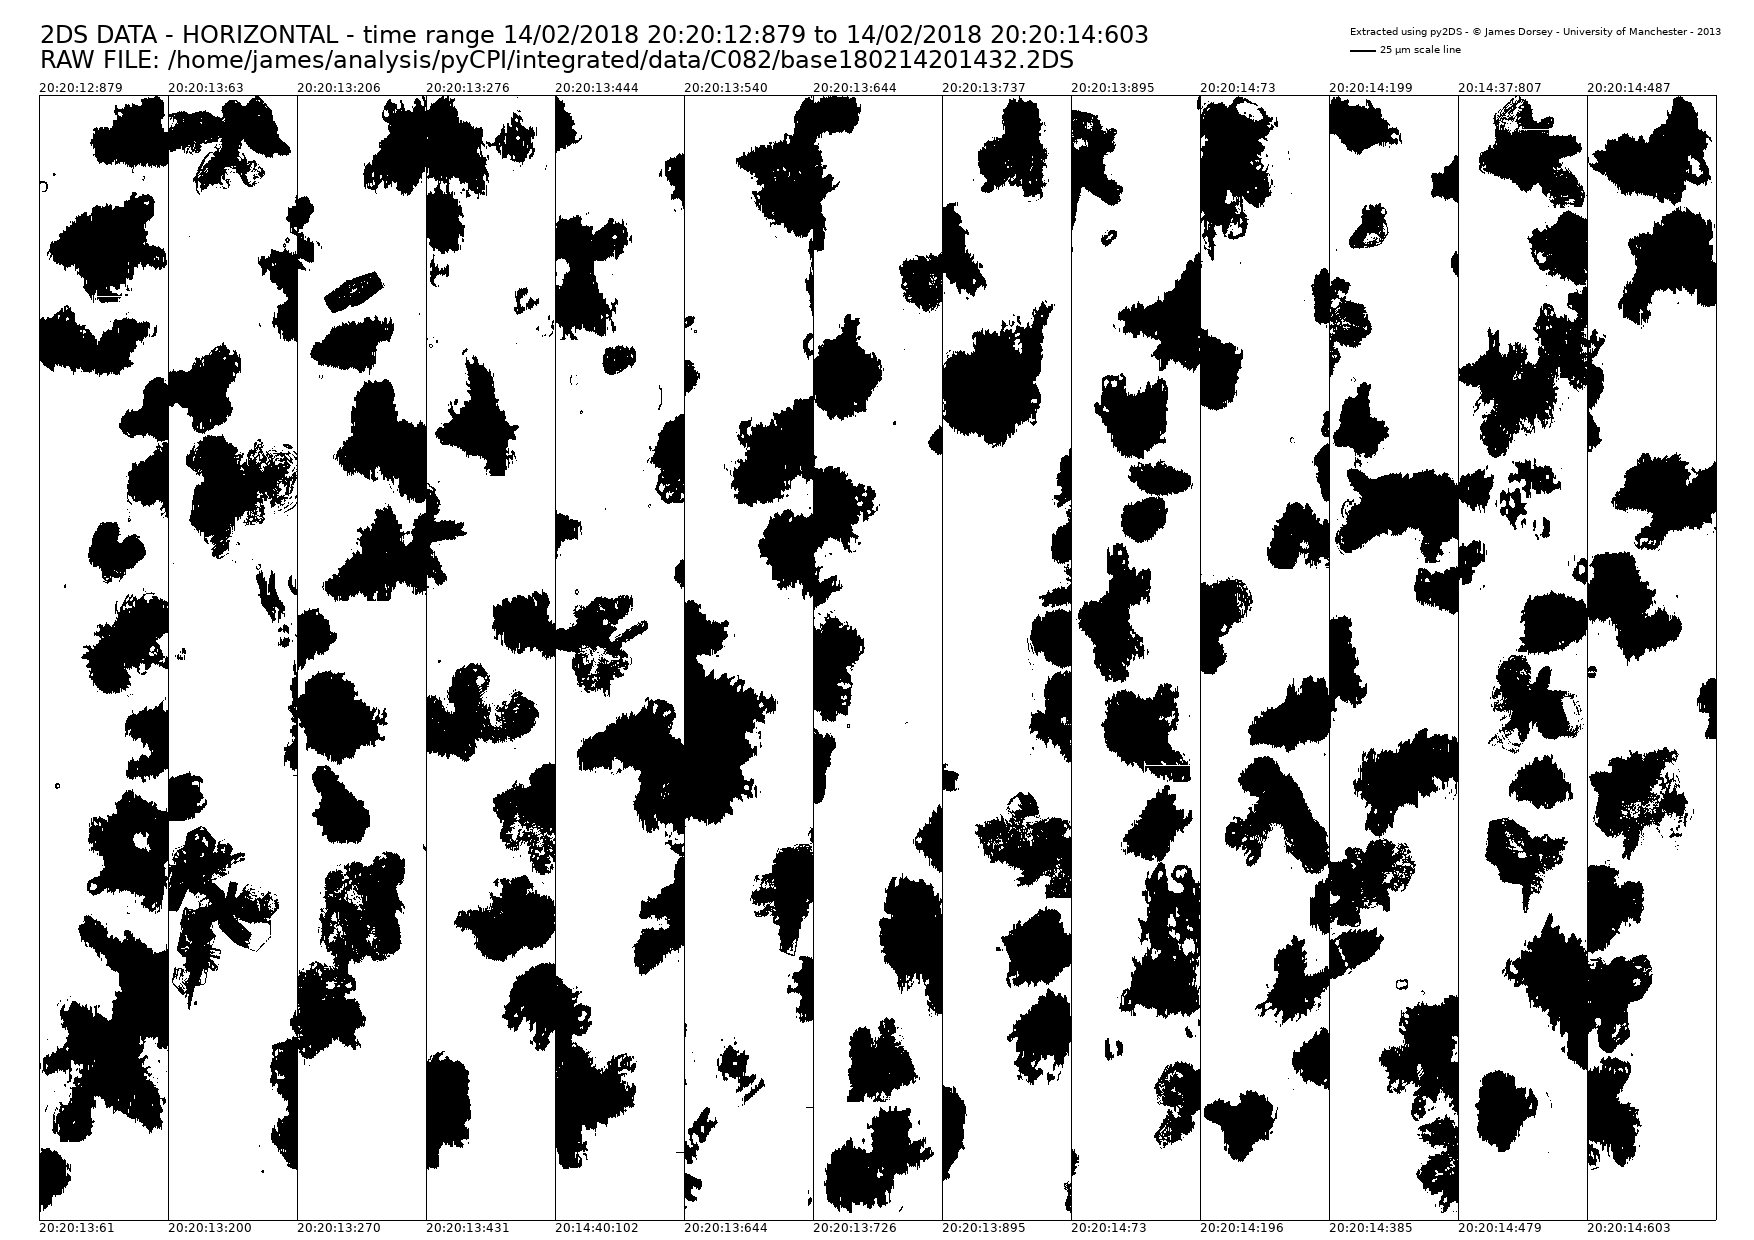 2DS DATA - HORIZONTAL - time range 14/02/2018 20:20:12:879 to 14/02/2018 20:20:14:603
RAW FILE: /home/james/analysis/pyCPI/integrated/data/C082/base180214201432.2DS
Extracted using py2DS - © James Dorsey - University of Manchester - 2013
25 µm scale line
20:20:12:879 20:20:13:63 20:20:13:206 20:20:13:276 20:20:13:444 20:20:13:540 20:20:13:644 20:20:13:737 20:20:13:895 20:20:14:73 20:20:14:199 20:14:37:807 20:20:14:487
20:20:13:61 20:20:13:200 20:20:13:270 20:20:13:431 20:14:40:102 20:20:13:644 20:20:13:726 20:20:13:895 20:20:14:73 20:20:14:196 20:20:14:385 20:20:14:479 20:20:14:603